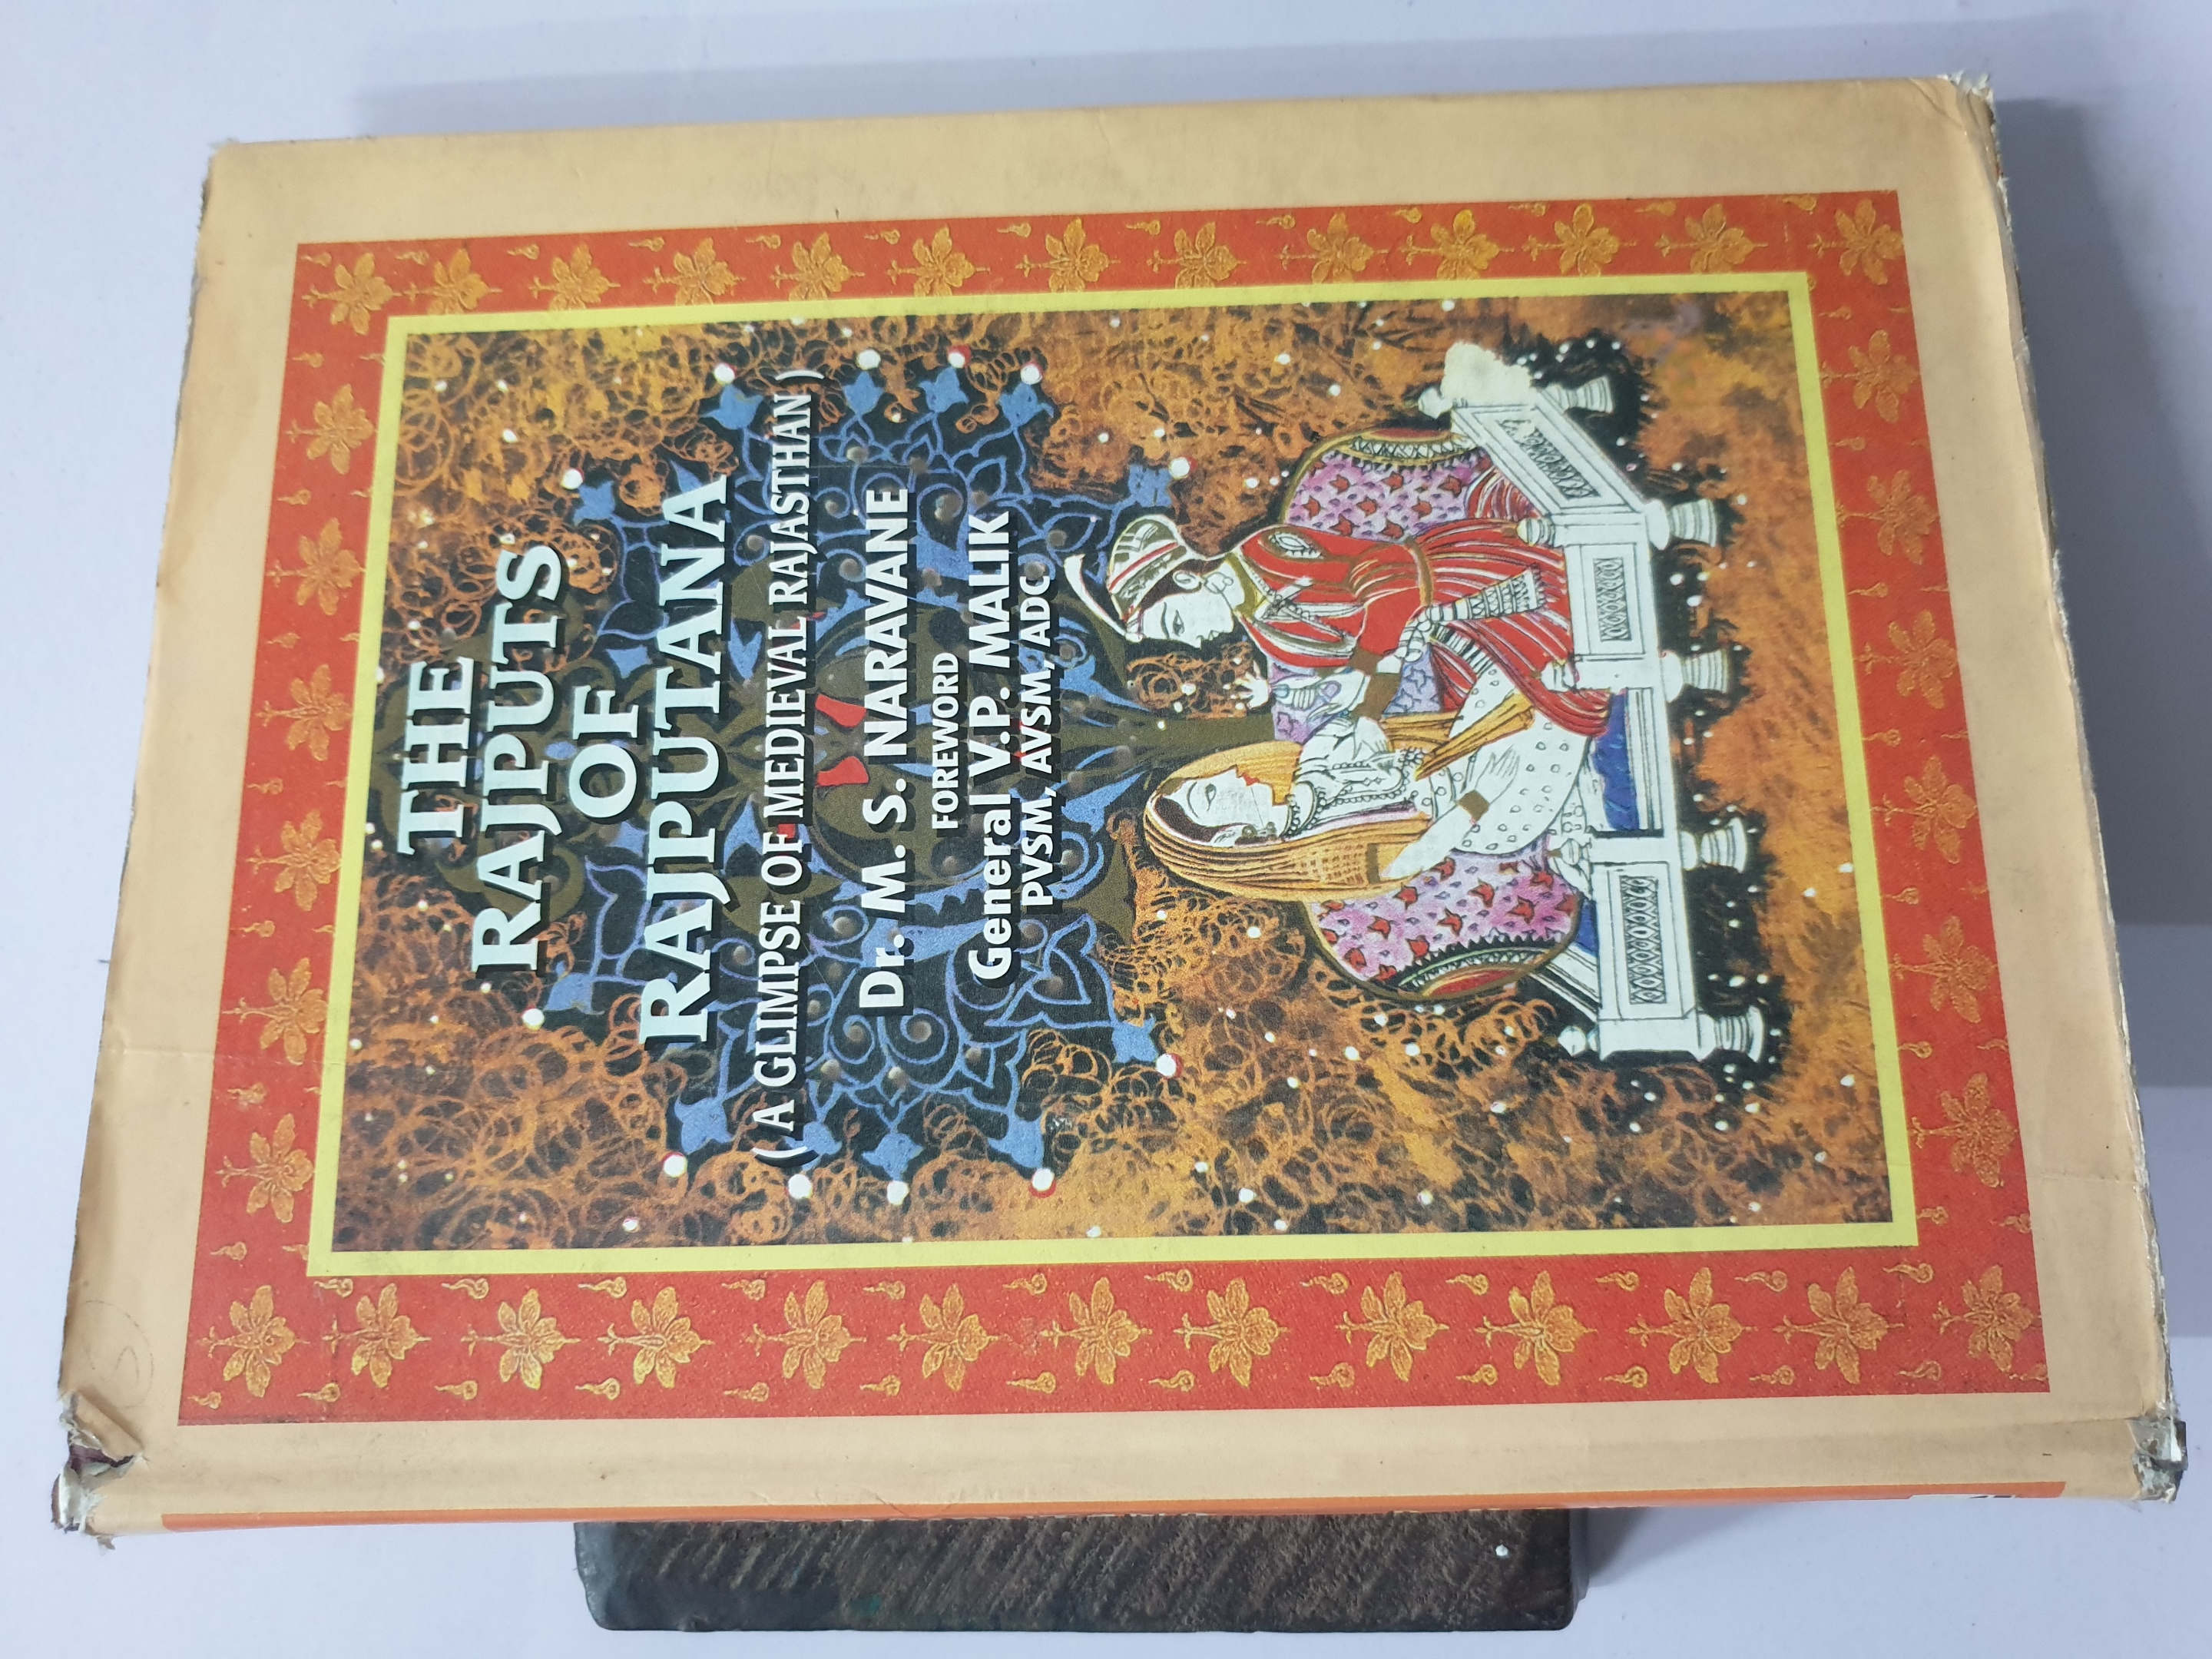 THE
RAJPUTS
OF
RAJPUTANA
( A GLIMPSE OF MEDIEVAL RAJASTHAN )
Dr. M. S. NARAVANE
FOREWORD
General V.P. MALIK
PVSM, AVSM, ADC